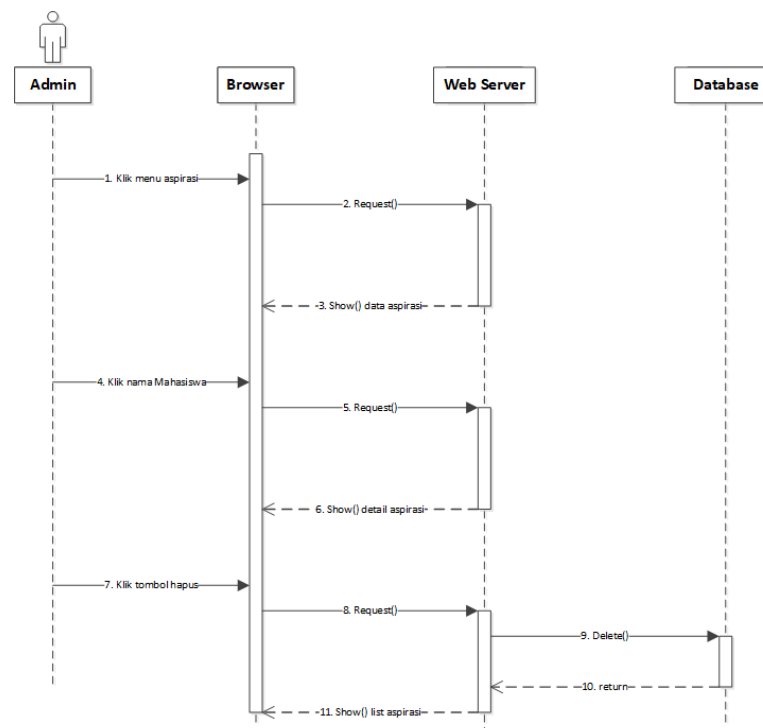 Admin
Browser
Web Server
Database
1. Klik menu aspirasi
2. Request()
3. Show() data aspirasi
4. Klik nama Mahasiswa
5. Request()
6. Show() detail aspirasi
7. Klik tombol hapus
8. Request()
9. Delete()
10. return
11. Show() list aspirasi